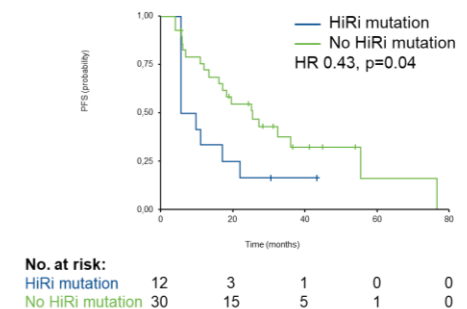 HiRi mutation
No HiRi mutation
HR 0.43, p=0.04
PFS (probability)
1,00
0,75
0,50
0,25
0,00
0 20 40 60 80
Time (months)
No. at risk:
HiRi mutation 12 3 1 0 0
No HiRi mutation 30 15 5 1 0